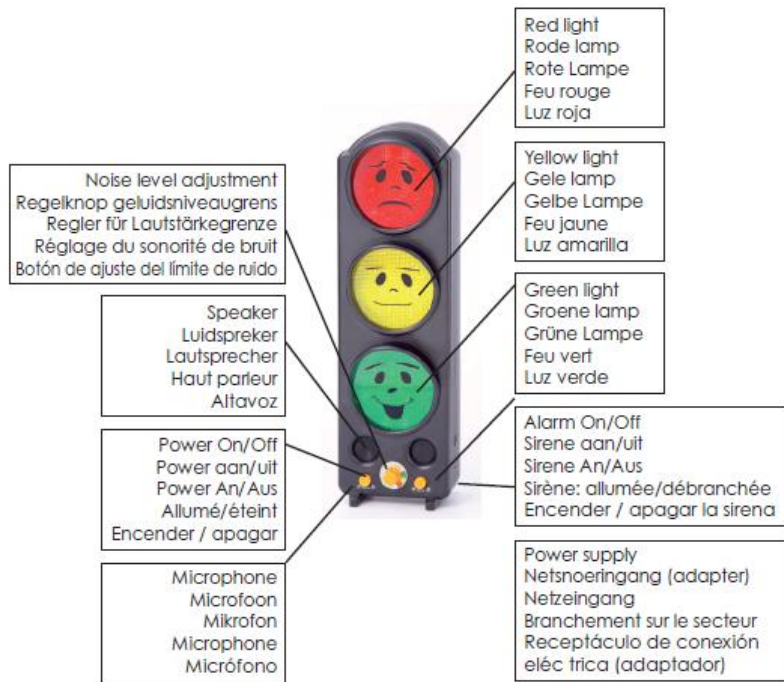 Red light
Rode lamp
Rote Lampe
Feu rouge
Luz roja
Noise level adjustment
Regelknop geluidsniveaugrens
Regler für Lautstärkegrenze
Réglage du sonorité de bruit
Botón de ajuste del límite de ruido
Yellow light
Gele lamp
Gelbe Lampe
Feu jaune
Luz amarilla
Speaker
Luidspreker
Lautsprecher
Haut parleur
Altavoz
Green light
Groene lamp
Grüne Lampe
Feu vert
Luz verde
Power On/Off
Power aan/uit
Power An/Aus
Allumé/éteint
Encender / apagar
Alarm On/Off
Sirene aan/uit
Sirene An/Aus
Sirène: allumée/débranchée
Encender / apagar la sirena
Microphone
Microfoon
Mikrofon
Microphone
Micrófono
Power supply
Netsnoeringang (adapter)
Netzeingang
Branchement sur le secteur
Receptáculo de conexión
eléc trica (adaptador)